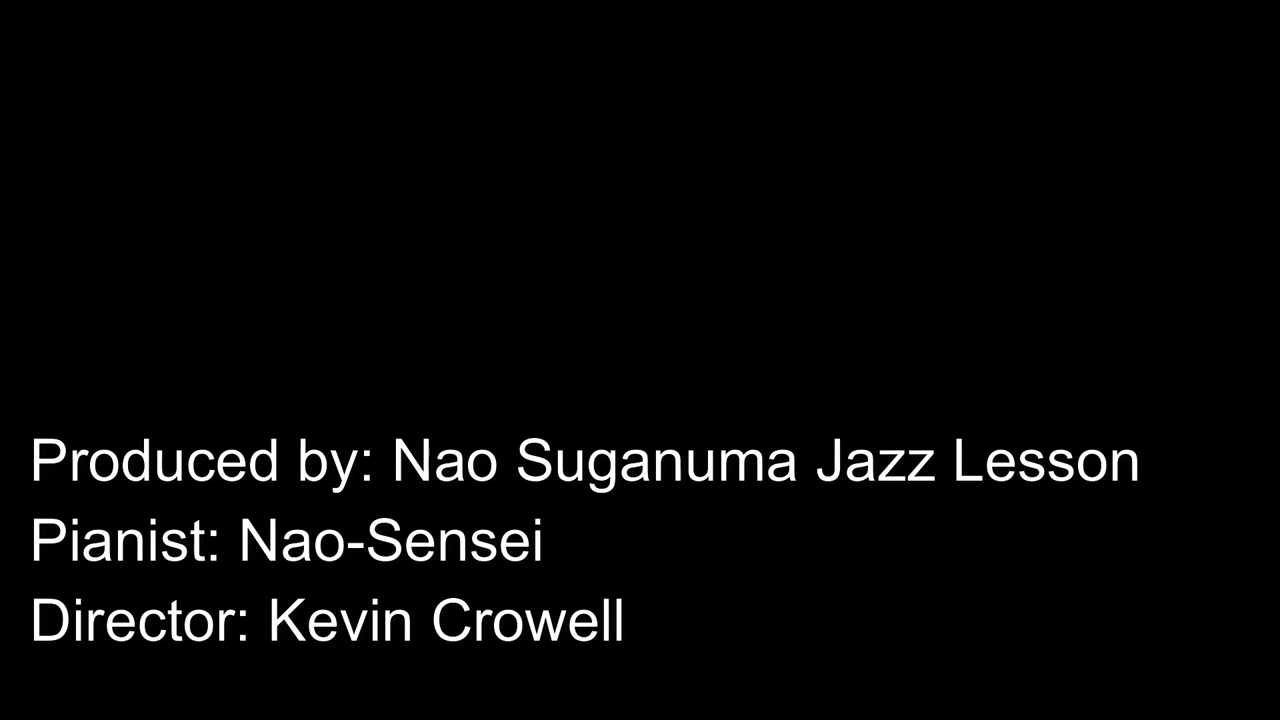 Produced by: Nao Suganuma Jazz Lesson
Pianist: Nao-Sensei
Director: Kevin Crowell